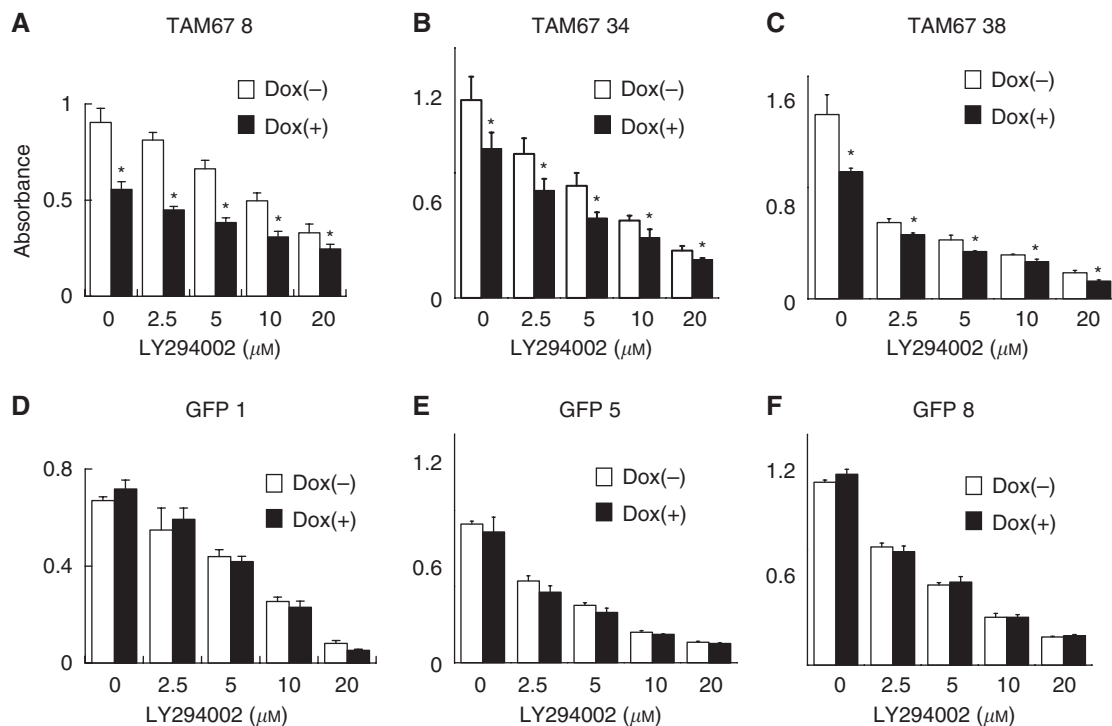 A
TAM67 8
Dox(–)
Dox(+)
Absorbance
1
0.5
0
* * * * *
0 2.5 5 10 20
LY294002 (μM)
B
TAM67 34
Dox(–)
Dox(+)
1.2
0.6
0
* * * * *
0 2.5 5 10 20
LY294002 (μM)
C
TAM67 38
Dox(–)
Dox(+)
1.6
0.8
0
* * * * *
0 2.5 5 10 20
LY294002 (μM)
D
GFP 1
Dox(–)
Dox(+)
0.8
0.4
0
0 2.5 5 10 20
LY294002 (μM)
E
GFP 5
Dox(–)
Dox(+)
1.2
0.6
0
0 2.5 5 10 20
LY294002 (μM)
F
GFP 8
Dox(–)
Dox(+)
1.2
0.6
0
0 2.5 5 10 20
LY294002 (μM)